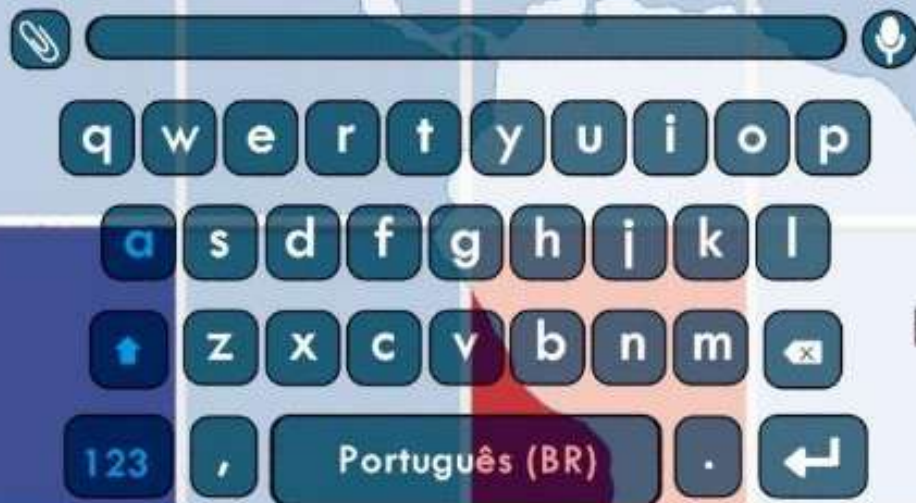 q w e r t y u i o p
a s d f g h j k l
z x c v b n m
123 , Português (BR) .